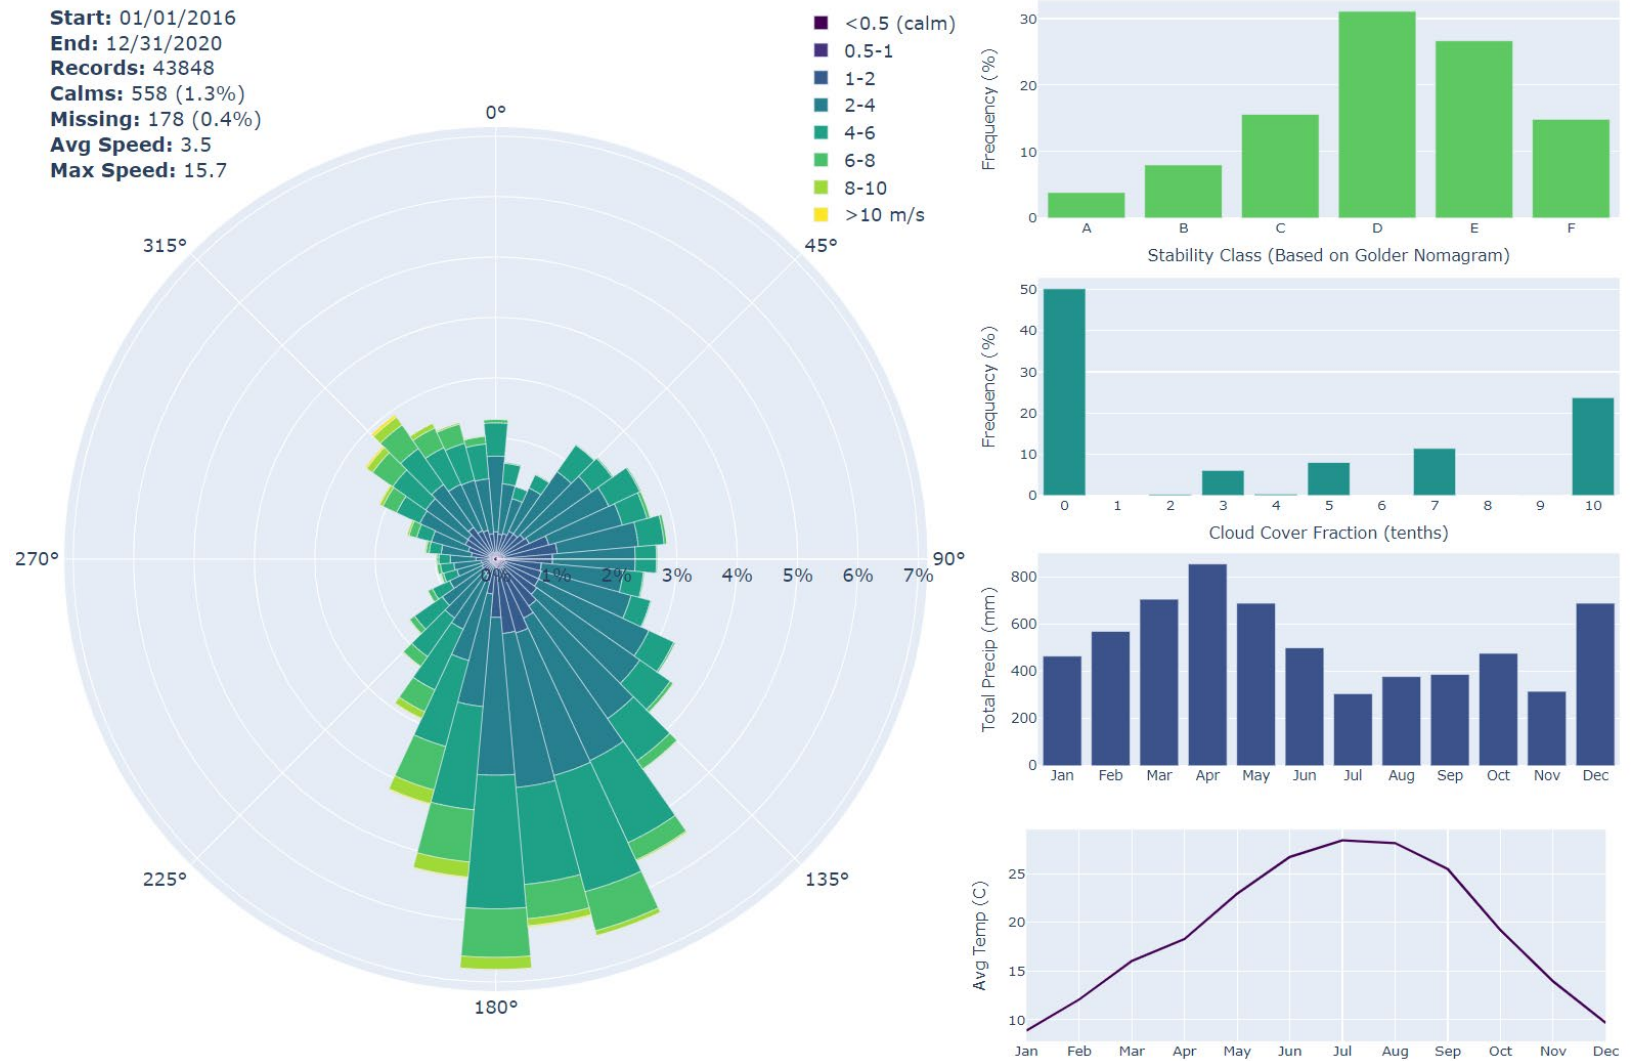 Start: 01/01/2016
End: 12/31/2020
Records: 43848
Calms: 558 (1.3%)
Missing: 178 (0.4%)
Avg Speed: 3.5
Max Speed: 15.7
<0.5 (calm)
0.5-1
1-2
2-4
4-6
6-8
8-10
>10 m/s
0°
45°
90°
135°
180°
225°
270°
315°
0% 1% 2% 3% 4% 5% 6% 7%
Frequency (%)
30
20
10
0
A B C D E F
Stability Class (Based on Golder Nomagram)
Frequency (%)
50
40
30
20
10
0
0 1 2 3 4 5 6 7 8 9 10
Cloud Cover Fraction (tenths)
Total Precip (mm)
800
600
400
200
0
Jan Feb Mar Apr May Jun Jul Aug Sep Oct Nov Dec
Avg Temp (C)
25
20
15
10
Jan Feb Mar Apr May Jun Jul Aug Sep Oct Nov Dec